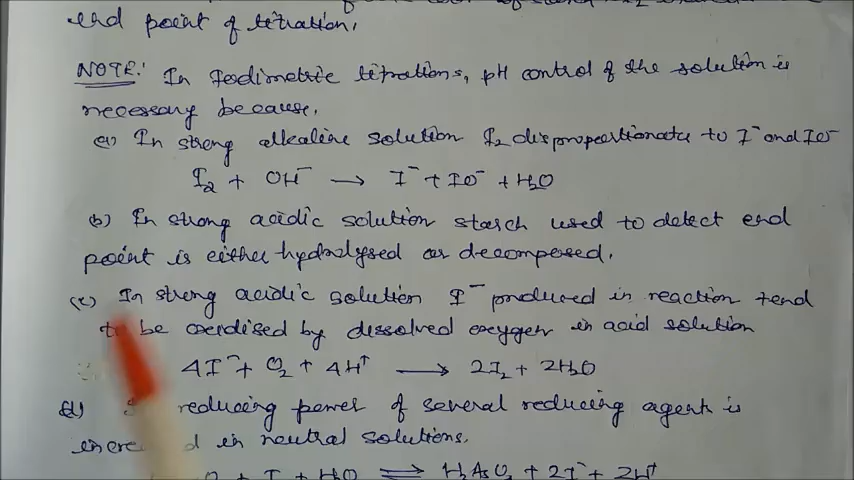 end point of titration.
NOTE: In Iodimetric titrations, pH control of the solution is
necessary because.
(a) In strong alkaline solution I₂ disproportionate to I⁻ and IO⁻
I₂ + OH⁻ → I⁻ + IO⁻ + H₂O
(b) In strong acidic solution starch used to detect end
point is either hydrolysed or decomposed.
(c) In strong acidic solution I⁻ produced in reaction tend
to be oxidised by dissolved oxygen in acid solution
4I⁻ + O₂ + 4H⁺ → 2I₂ + 2H₂O
(d) reducing power of several reducing agent is
in neutral solutions.
+ H₂O ⇌ H₃AsO₄ + 2I⁻ + 2H⁺